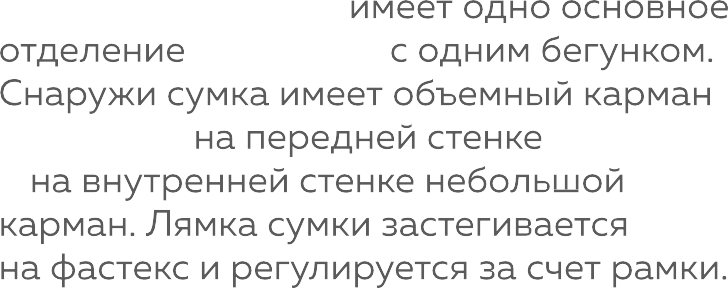 имеет одно основное
отделение с одним бегунком.
Снаружи сумка имеет объемный карман
на передней стенке
на внутренней стенке небольшой
карман. Лямка сумки застегивается
на фастекс и регулируется за счет рамки.